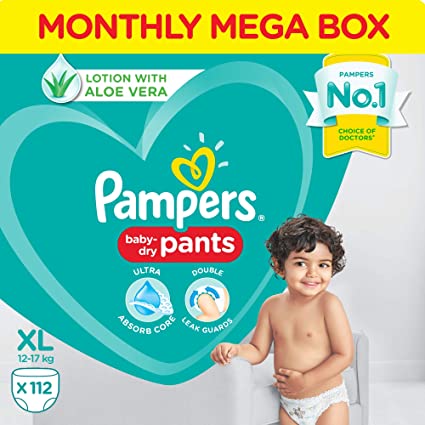 MONTHLY MEGA BOX
LOTION WITH
ALOE VERA
PAMPERS
No.1
CHOICE OF
DOCTORS*
Pampers®
baby-dry pants
ULTRA
ABSORB CORE
DOUBLE
LEAK GUARDS
XL
12-17 kg
X 112